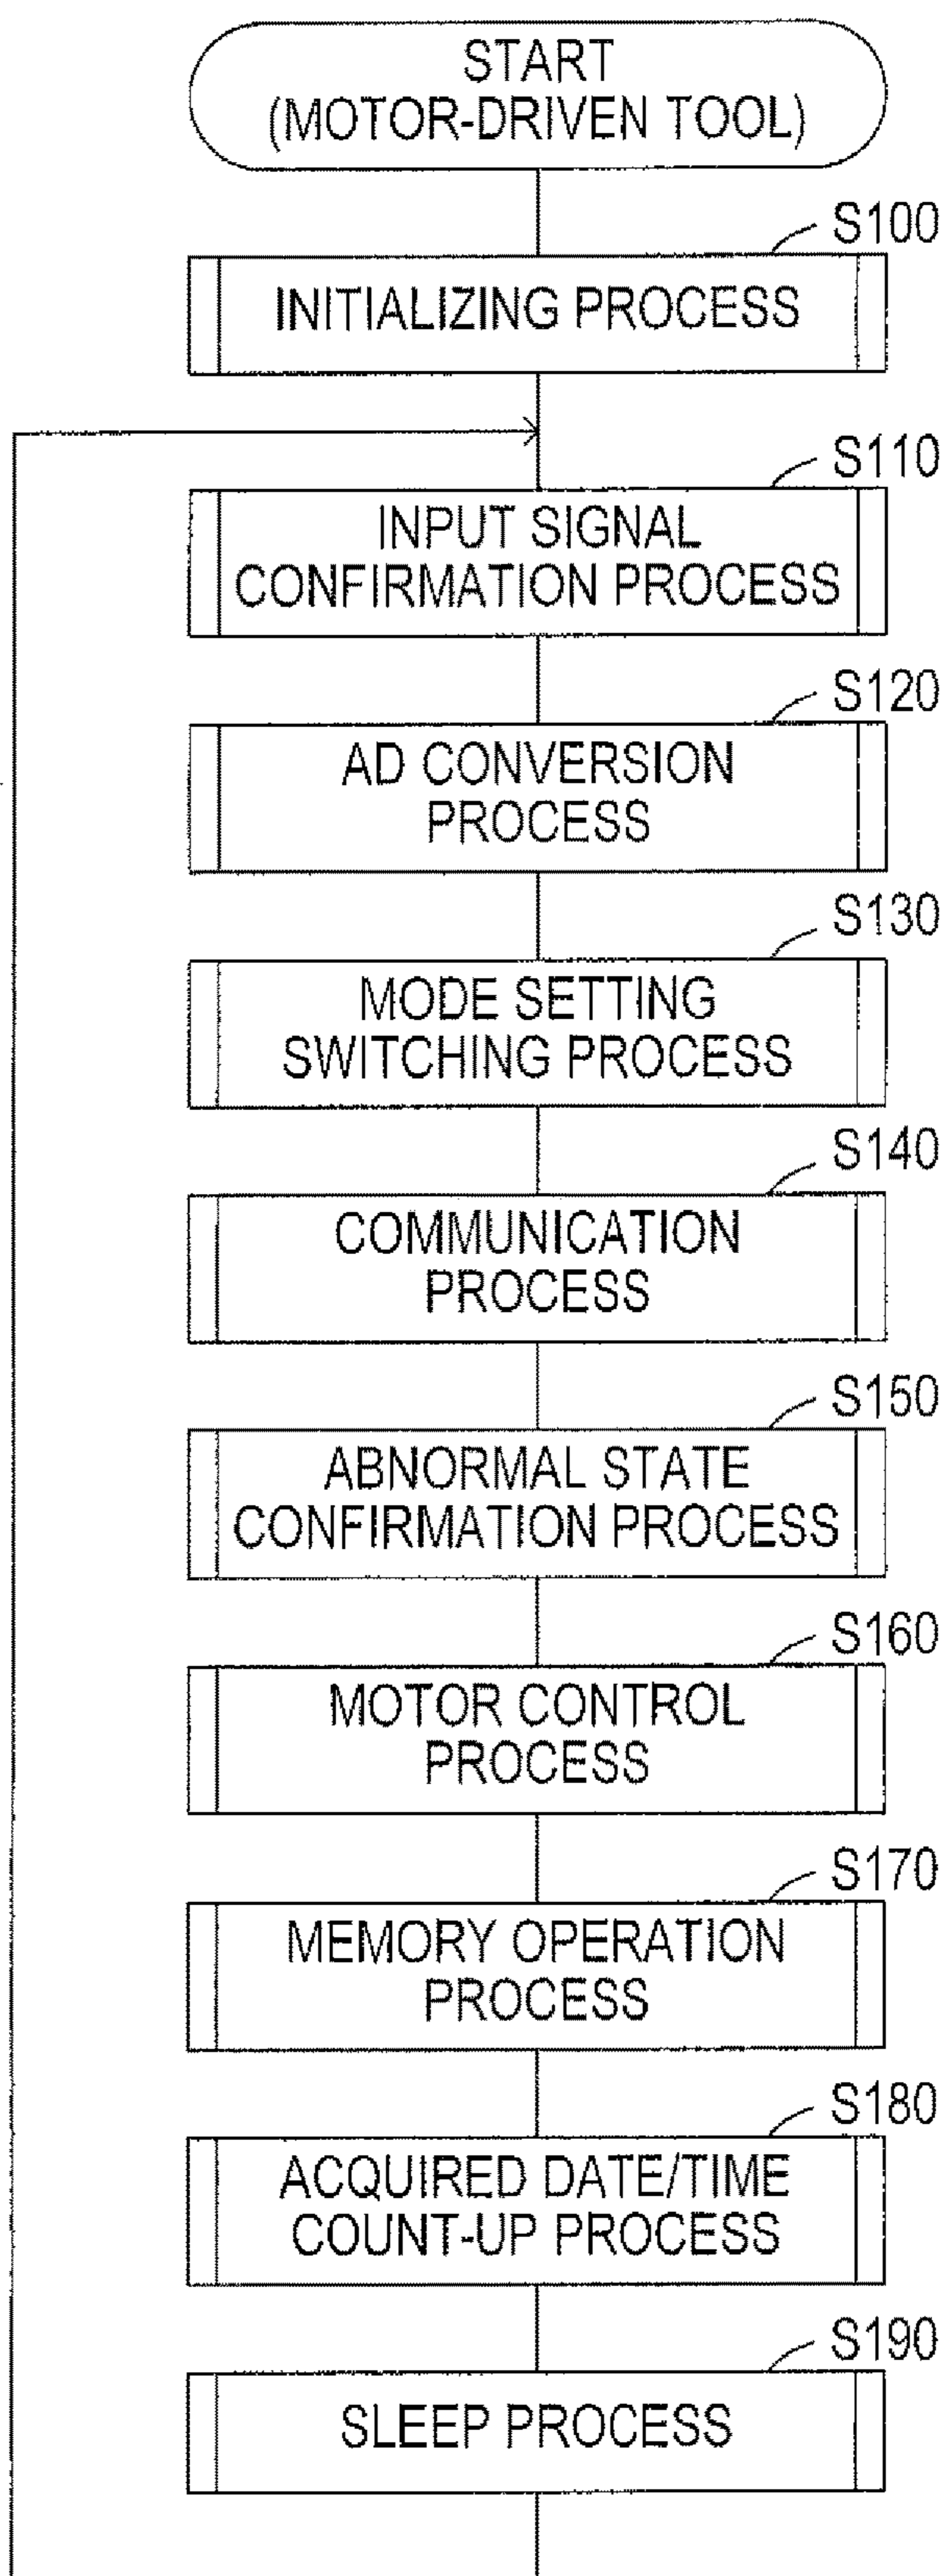 START
(MOTOR-DRIVEN TOOL)
S100
INITIALIZING PROCESS
S110
INPUT SIGNAL
CONFIRMATION PROCESS
S120
AD CONVERSION
PROCESS
S130
MODE SETTING
SWITCHING PROCESS
S140
COMMUNICATION
PROCESS
S150
ABNORMAL STATE
CONFIRMATION PROCESS
S160
MOTOR CONTROL
PROCESS
S170
MEMORY OPERATION
PROCESS
S180
ACQUIRED DATE/TIME
COUNT-UP PROCESS
S190
SLEEP PROCESS